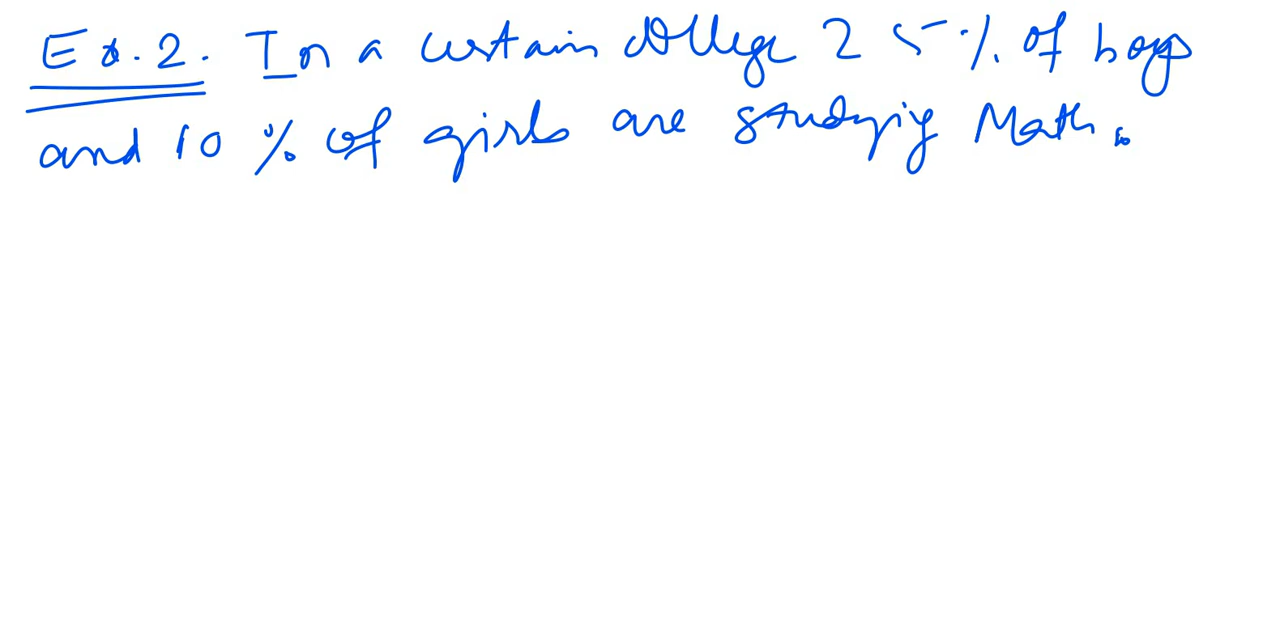 Ex. 2. In a certain college 25% of boys
and 10% of girls are studying Maths.